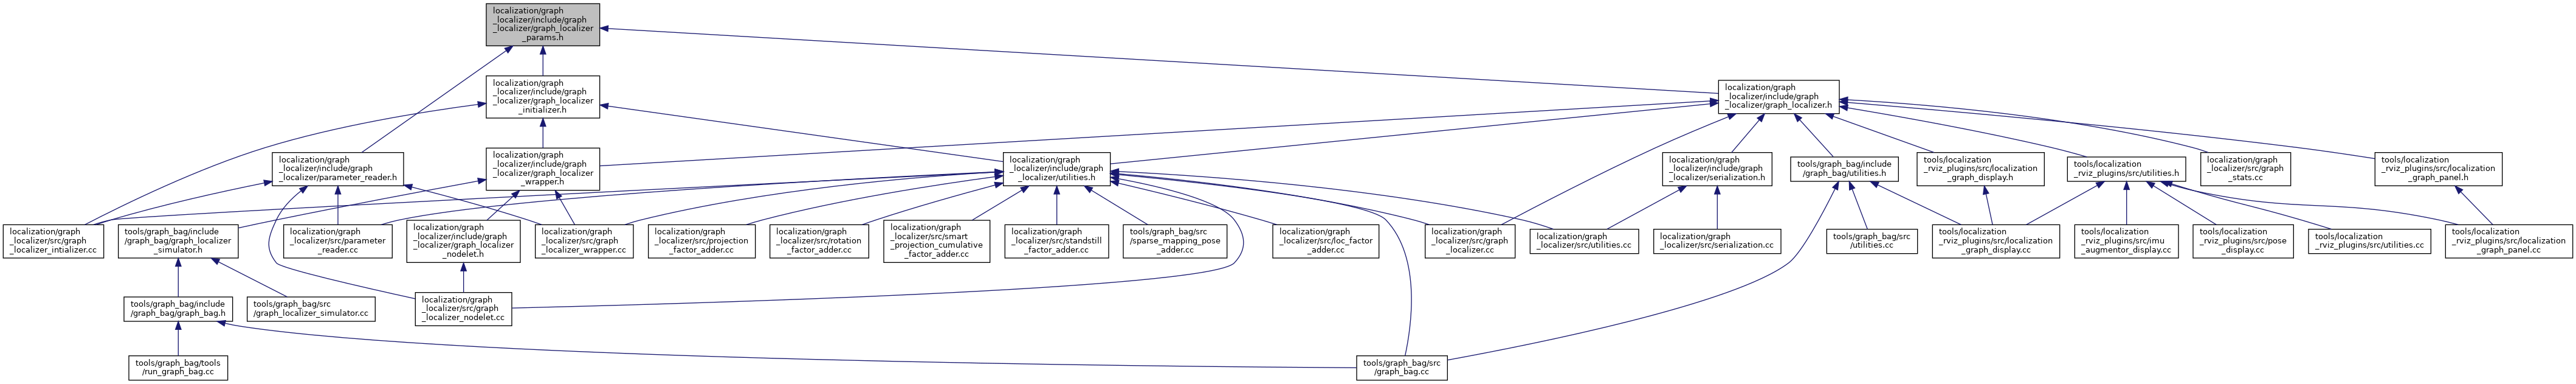 localization/graph
_localizer/include/graph
_localizer/graph_localizer
_params.h
localization/graph
_localizer/include/graph
_localizer/graph_localizer
_initializer.h
localization/graph
_localizer/include/graph
_localizer/graph_localizer.h
localization/graph
_localizer/include/graph
_localizer/parameter_reader.h
localization/graph
_localizer/include/graph
_localizer/graph_localizer
_wrapper.h
localization/graph
_localizer/include/graph
_localizer/utilities.h
localization/graph
_localizer/include/graph
_localizer/serialization.h
tools/graph_bag/include
/graph_bag/utilities.h
tools/localization
_rviz_plugins/src/localization
_graph_display.h
tools/localization
_rviz_plugins/src/utilities.h
localization/graph
_localizer/src/graph
_stats.cc
tools/localization
_rviz_plugins/src/localization
_graph_panel.h
localization/graph
_localizer/src/graph
_localizer_intializer.cc
tools/graph_bag/include
/graph_bag/graph_localizer
_simulator.h
localization/graph
_localizer/src/parameter
_reader.cc
localization/graph
_localizer/include/graph
_localizer/graph_localizer
_nodelet.h
localization/graph
_localizer/src/graph
_localizer_wrapper.cc
localization/graph
_localizer/src/projection
_factor_adder.cc
localization/graph
_localizer/src/rotation
_factor_adder.cc
localization/graph
_localizer/src/smart
_projection_cumulative
_factor_adder.cc
localization/graph
_localizer/src/standstill
_factor_adder.cc
tools/graph_bag/src
/sparse_mapping_pose
_adder.cc
localization/graph
_localizer/src/loc_factor
_adder.cc
localization/graph
_localizer/src/graph
_localizer.cc
localization/graph
_localizer/src/utilities.cc
localization/graph
_localizer/src/serialization.cc
tools/graph_bag/src
/utilities.cc
tools/localization
_rviz_plugins/src/localization
_graph_display.cc
tools/localization
_rviz_plugins/src/imu
_augmentor_display.cc
tools/localization
_rviz_plugins/src/pose
_display.cc
tools/localization
_rviz_plugins/src/utilities.cc
tools/localization
_rviz_plugins/src/localization
_graph_panel.cc
tools/graph_bag/include
/graph_bag/graph_bag.h
tools/graph_bag/src
/graph_localizer_simulator.cc
localization/graph
_localizer/src/graph
_localizer_nodelet.cc
tools/graph_bag/tools
/run_graph_bag.cc
tools/graph_bag/src
/graph_bag.cc